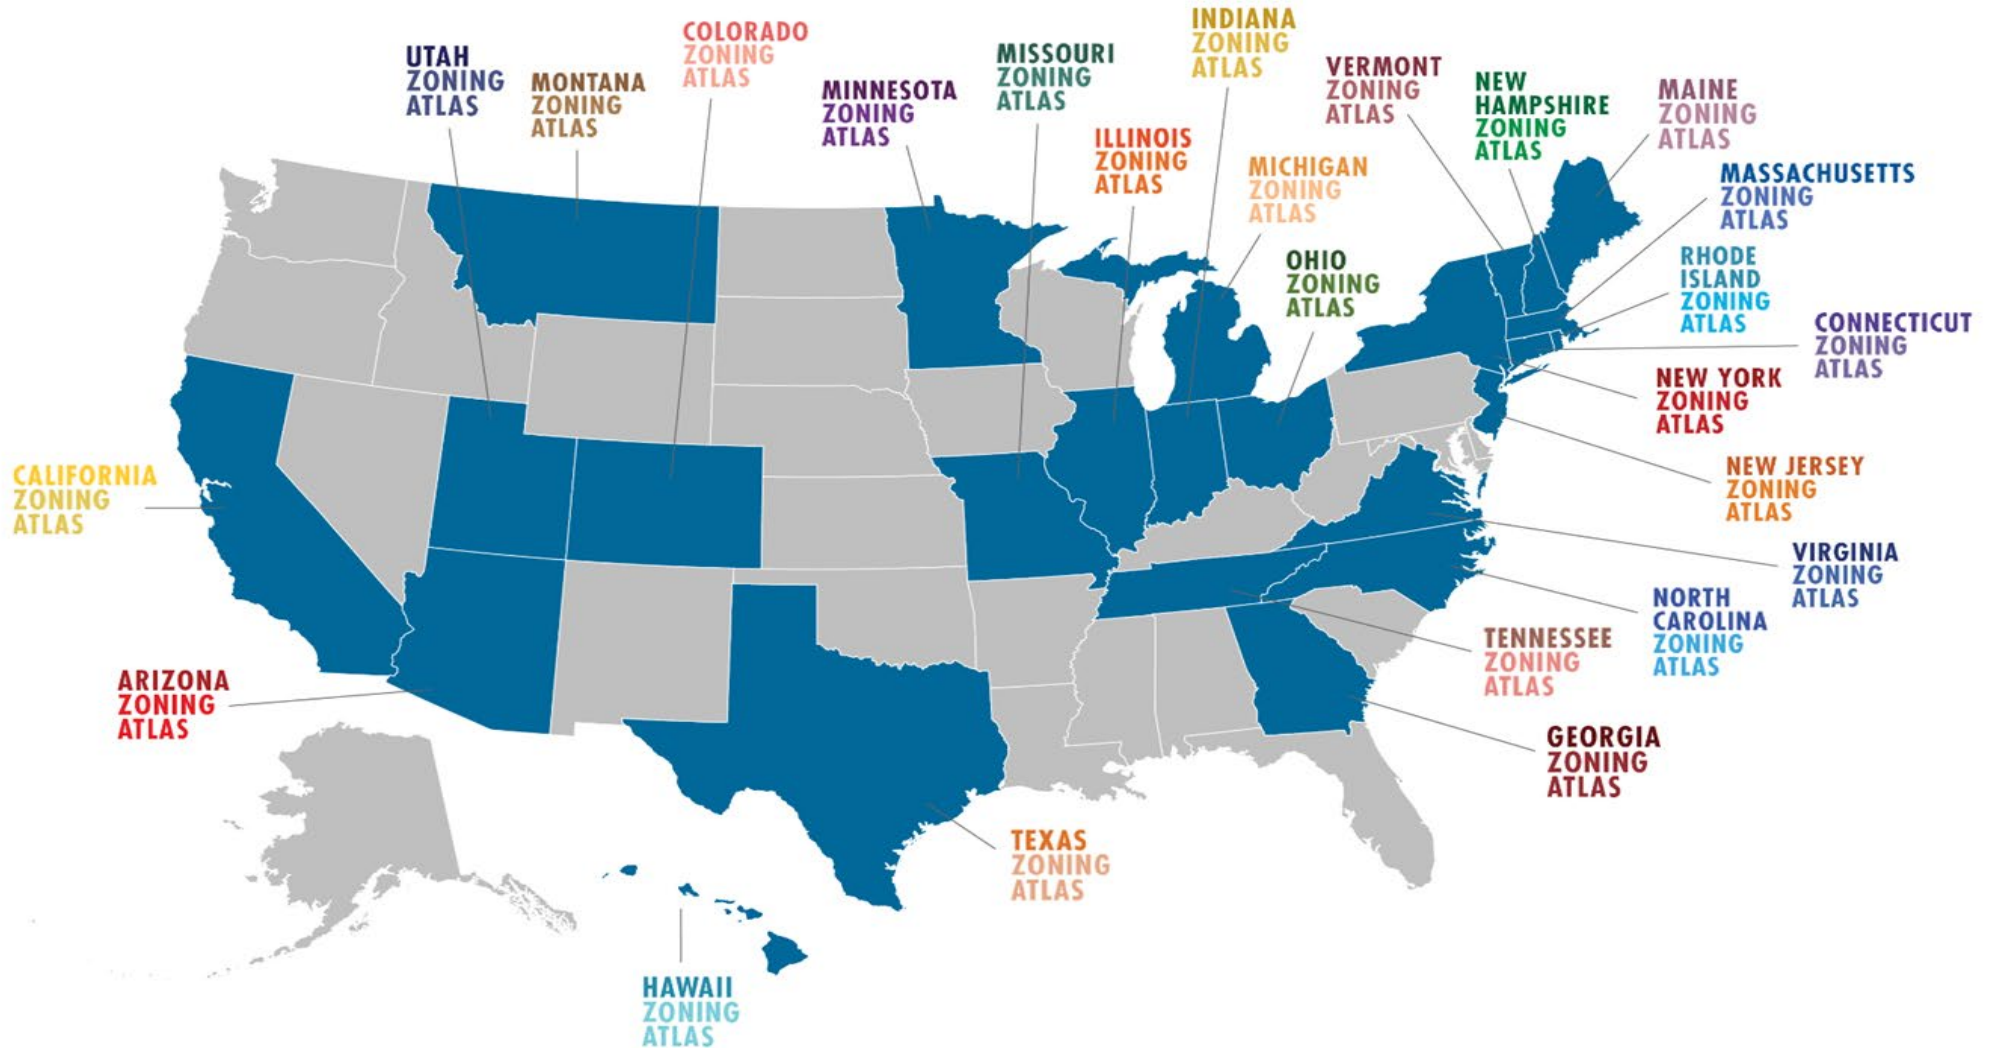 UTAH
ZONING
ATLAS
MONTANA
ZONING
ATLAS
COLORADO
ZONING
ATLAS
MINNESOTA
ZONING
ATLAS
MISSOURI
ZONING
ATLAS
ILLINOIS
ZONING
ATLAS
INDIANA
ZONING
ATLAS
MICHIGAN
ZONING
ATLAS
OHIO
ZONING
ATLAS
VERMONT
ZONING
ATLAS
NEW
HAMPSHIRE
ZONING
ATLAS
MAINE
ZONING
ATLAS
MASSACHUSETTS
ZONING
ATLAS
RHODE
ISLAND
ZONING
ATLAS
CONNECTICUT
ZONING
ATLAS
NEW YORK
ZONING
ATLAS
NEW JERSEY
ZONING
ATLAS
VIRGINIA
ZONING
ATLAS
NORTH
CAROLINA
ZONING
ATLAS
TENNESSEE
ZONING
ATLAS
GEORGIA
ZONING
ATLAS
CALIFORNIA
ZONING
ATLAS
ARIZONA
ZONING
ATLAS
TEXAS
ZONING
ATLAS
HAWAII
ZONING
ATLAS